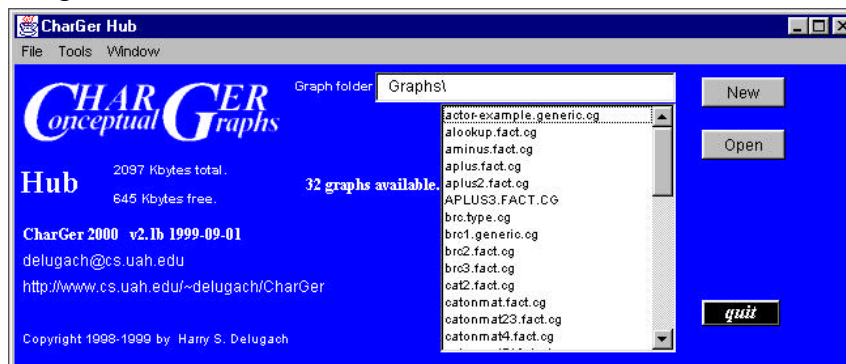 CharGer Hub
File Tools Window
CHAR GER
Conceptual Graphs
Graph folder Graphs\
New
Open
Hub
2097 Kbytes total.
645 Kbytes free.
32 graphs available.
actor-example.generic.cg
alookup.fact.cg
aminus.fact.cg
aplus.fact.cg
aplus2.fact.cg
APLUS3.FACT.CG
brc.type.cg
brc1.generic.cg
brc2.fact.cg
brc3.fact.cg
cat2.fact.cg
catonmat.fact.cg
catonmat23.fact.cg
catonmat4.fact.cg
CharGer 2000 v2.1b 1999-09-01
delugach@cs.uah.edu
http://www.cs.uah.edu/~delugach/CharGer
quit
Copyright 1998-1999 by Harry S. Delugach